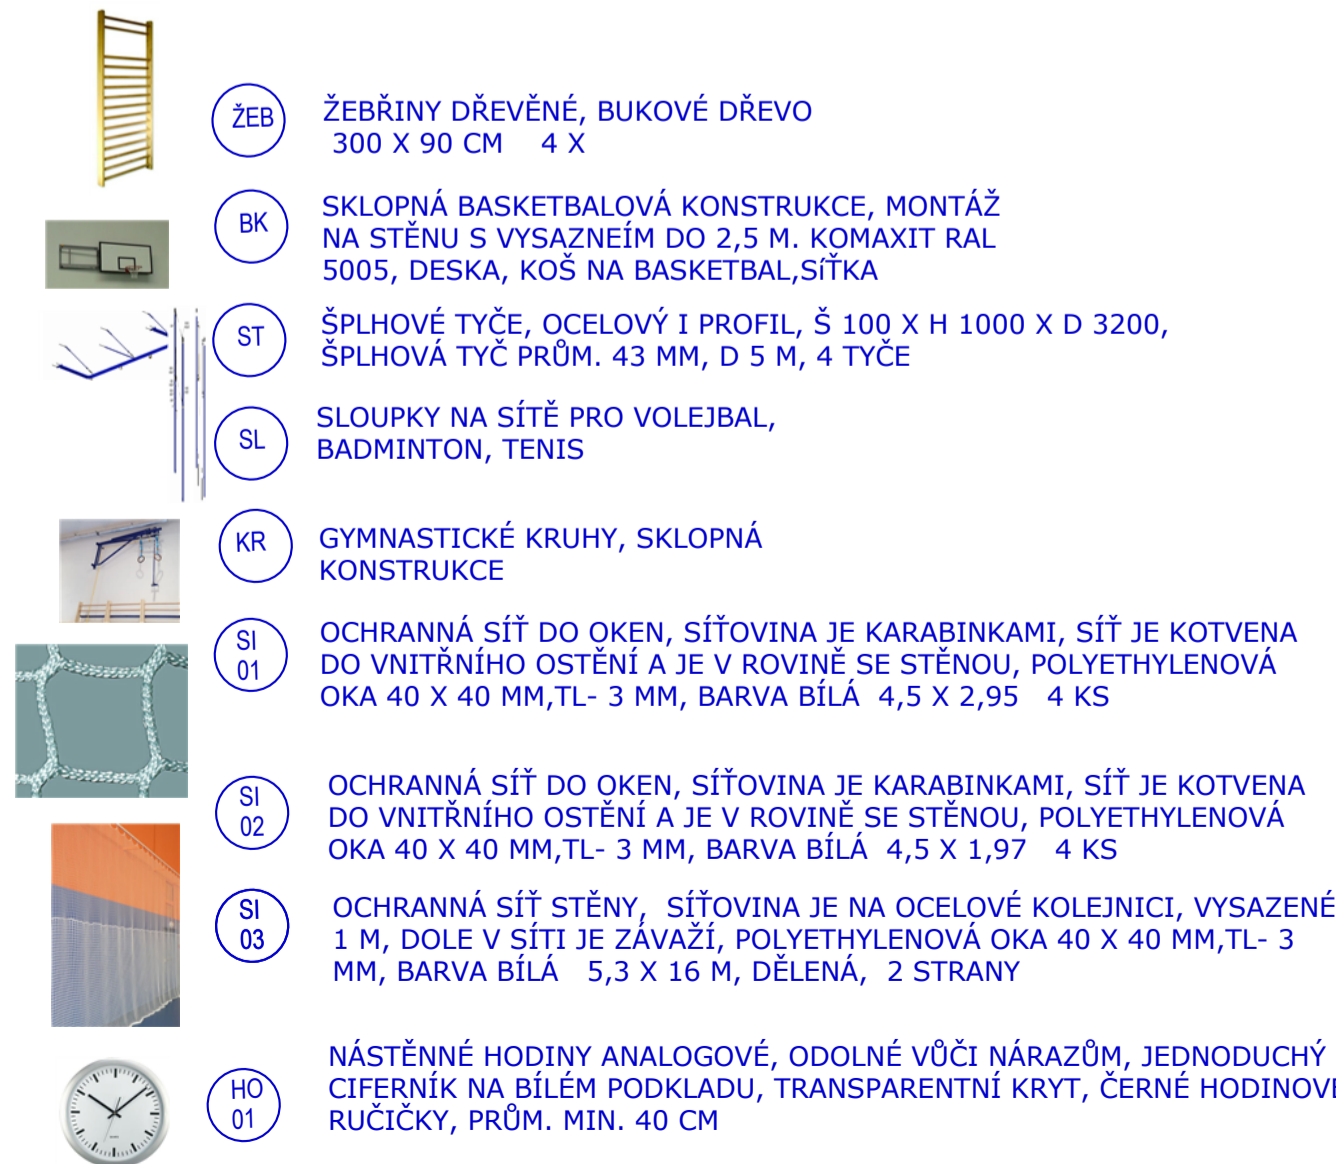 ŽEB
ŽEBŘINY DŘEVĚNÉ, BUKOVÉ DŘEVO
300 X 90 CM 4 X
BK
SKLOPNÁ BASKETBALOVÁ KONSTRUKCE, MONTÁŽ
NA STĚNU S VYSAZNEÍM DO 2,5 M. KOMAXIT RAL
5005, DESKA, KOŠ NA BASKETBAL,SíŤKA
ST
ŠPLHOVÉ TYČE, OCELOVÝ I PROFIL, Š 100 X H 1000 X D 3200,
ŠPLHOVÁ TYČ PRŮM. 43 MM, D 5 M, 4 TYČE
SL
SLOUPKY NA SÍTĚ PRO VOLEJBAL,
BADMINTON, TENIS
KR
GYMNASTICKÉ KRUHY, SKLOPNÁ
KONSTRUKCE
SI
01
OCHRANNÁ SÍŤ DO OKEN, SÍŤOVINA JE KARABINKAMI, SÍŤ JE KOTVENA
DO VNITŘNÍHO OSTĚNÍ A JE V ROVINĚ SE STĚNOU, POLYETHYLENOVÁ
OKA 40 X 40 MM,TL- 3 MM, BARVA BÍLÁ 4,5 X 2,95 4 KS
SI
02
OCHRANNÁ SÍŤ DO OKEN, SÍŤOVINA JE KARABINKAMI, SÍŤ JE KOTVENA
DO VNITŘNÍHO OSTĚNÍ A JE V ROVINĚ SE STĚNOU, POLYETHYLENOVÁ
OKA 40 X 40 MM,TL- 3 MM, BARVA BÍLÁ 4,5 X 1,97 4 KS
SI
03
OCHRANNÁ SÍŤ STĚNY, SÍŤOVINA JE NA OCELOVÉ KOLEJNICI, VYSAZENÉ
1 M, DOLE V SÍTI JE ZÁVAŽÍ, POLYETHYLENOVÁ OKA 40 X 40 MM,TL- 3
MM, BARVA BÍLÁ 5,3 X 16 M, DĚLENÁ, 2 STRANY
HO
01
NÁSTĚNNÉ HODINY ANALOGOVÉ, ODOLNÉ VŮČI NÁRAZŮM, JEDNODUCHÝ
CIFERNÍK NA BÍLÉM PODKLADU, TRANSPARENTNÍ KRYT, ČERNÉ HODINOVÉ
RUČIČKY, PRŮM. MIN. 40 CM